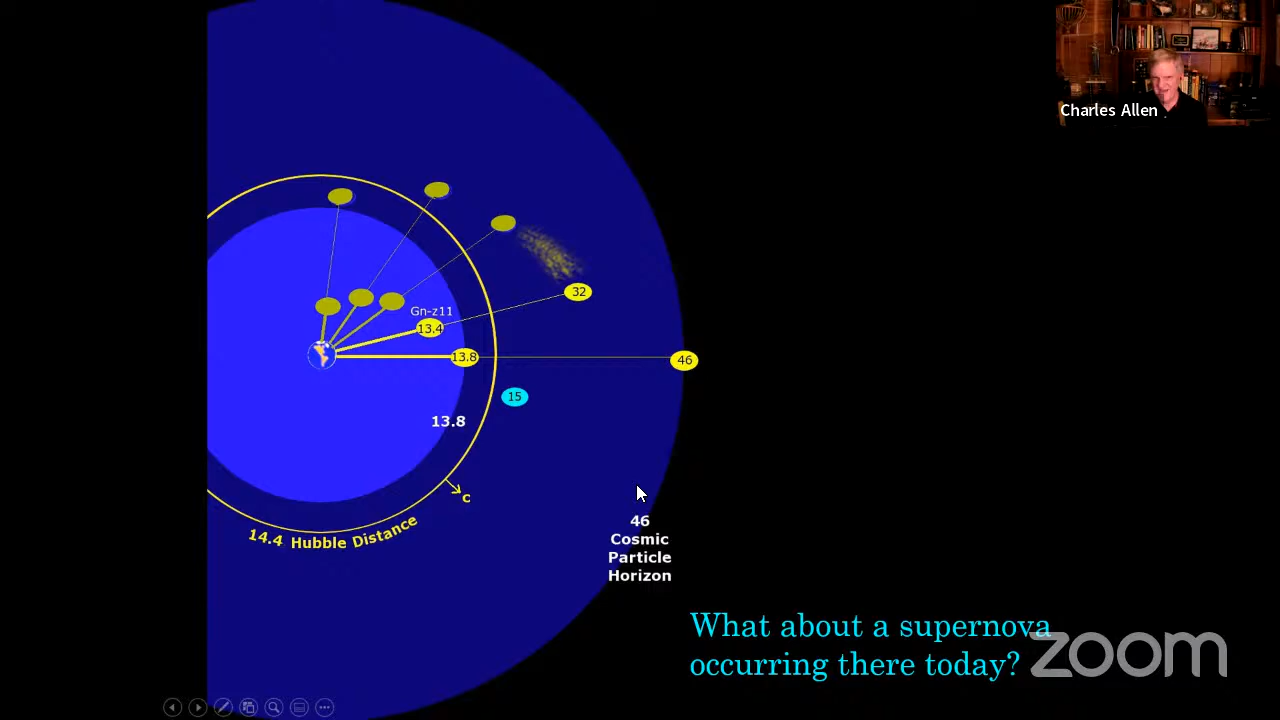 Charles Allen
Gn-z11
13.4
32
13.8
46
15
13.8
c
14.4 Hubble Distance
46
Cosmic
Particle
Horizon
What about a supernova
occurring there today?
zoom